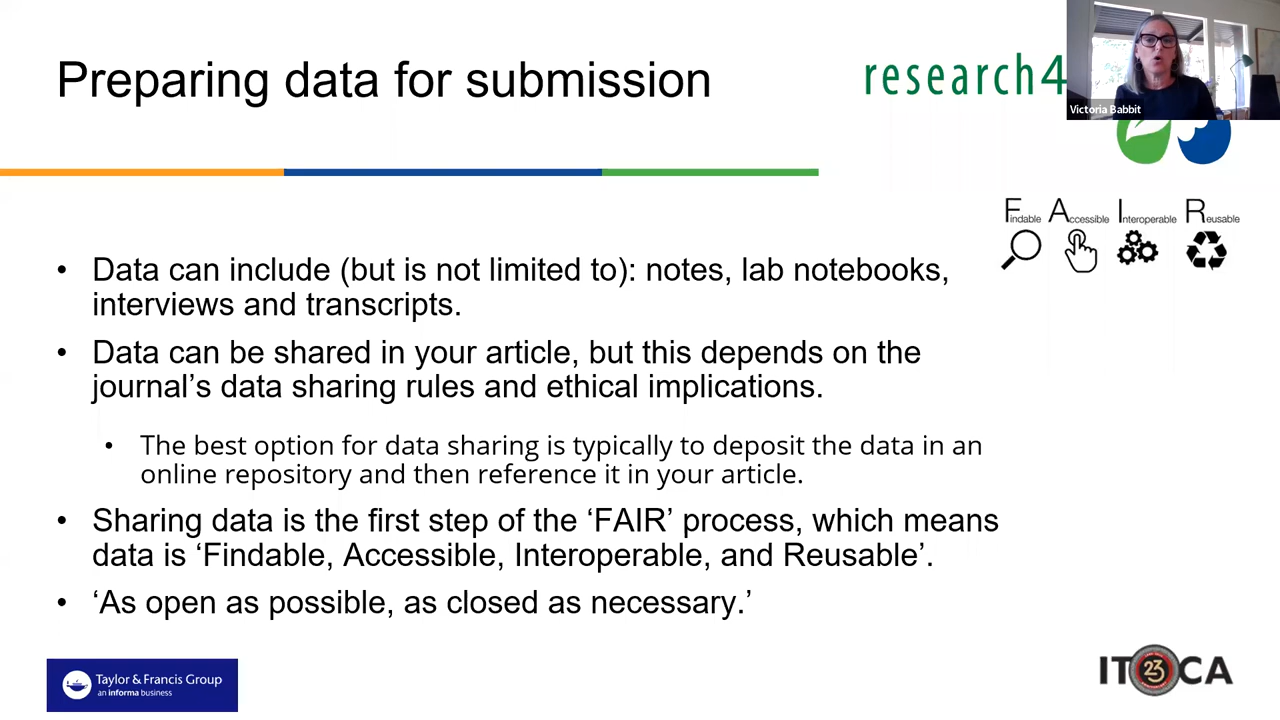 Preparing data for submission
research4
Victoria Babbit
Findable Accessible Interoperable Reusable
• Data can include (but is not limited to): notes, lab notebooks,
interviews and transcripts.
• Data can be shared in your article, but this depends on the
journal’s data sharing rules and ethical implications.
• The best option for data sharing is typically to deposit the data in an
online repository and then reference it in your article.
• Sharing data is the first step of the ‘FAIR’ process, which means
data is ‘Findable, Accessible, Interoperable, and Reusable’.
• ‘As open as possible, as closed as necessary.’
Taylor & Francis Group
an informa business
ITOCA
23